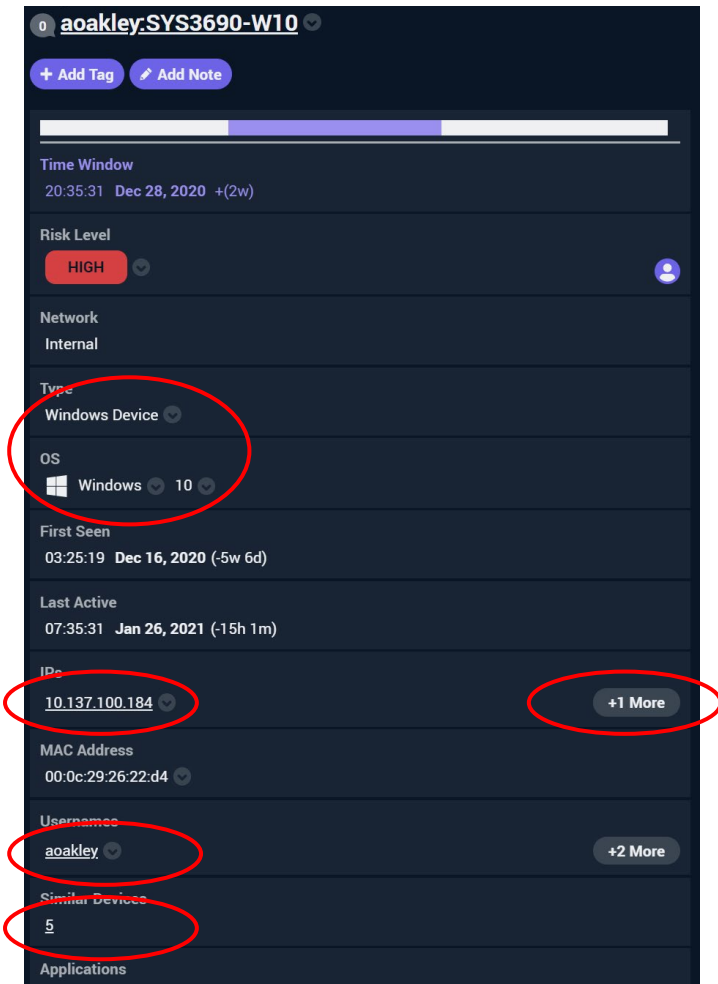 0 aoakley:SYS3690-W10
+ Add Tag Add Note
Time Window
20:35:31 Dec 28, 2020 +(2w)
Risk Level
HIGH
Network
Internal
Type
Windows Device
OS
Windows 10
First Seen
03:25:19 Dec 16, 2020 (-5w 6d)
Last Active
07:35:31 Jan 26, 2021 (-15h 1m)
IPs
10.137.100.184 +1 More
MAC Address
00:0c:29:26:22:d4
Usernames
aoakley +2 More
Similar Devices
5
Applications